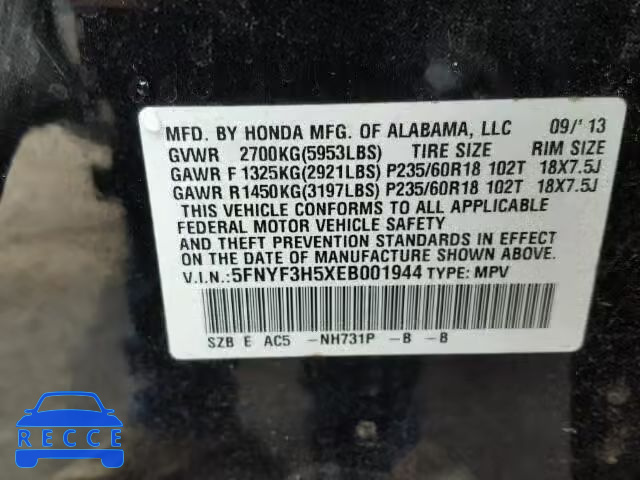 MFD. BY HONDA MFG. OF ALABAMA, LLC 09/'13
GVWR 2700KG(5953LBS) TIRE SIZE RIM SIZE
GAWR F 1325KG(2921LBS) P235/60R18 102T 18X7.5J
GAWR R1450KG(3197LBS) P235/60R18 102T 18X7.5J
THIS VEHICLE CONFORMS TO ALL APPLICABLE
FEDERAL MOTOR VEHICLE SAFETY
AND THEFT PREVENTION STANDARDS IN EFFECT
ON THE DATE OF MANUFACTURE SHOWN ABOVE.
V.I.N.:5FNYF3H5XEB001944 TYPE: MPV
SZB E AC5 -NH731P -B -B
RECCE